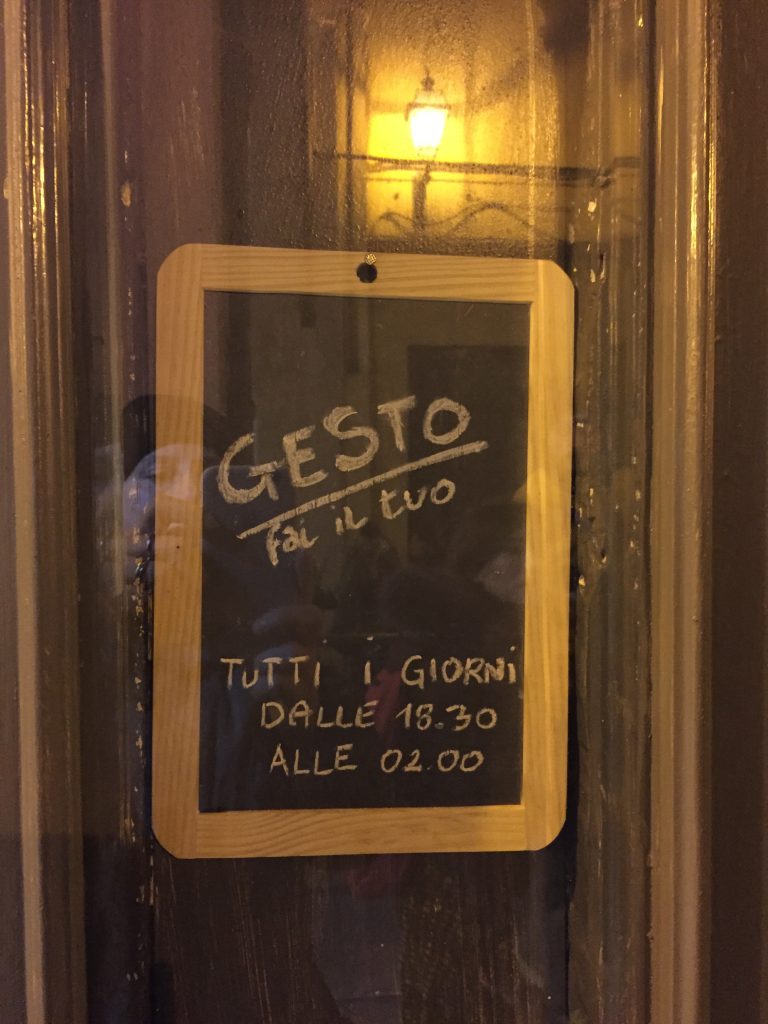 GESTO
fai il tuo
TUTTI I GIORNI
DALLE 18.30
ALLE 02.00